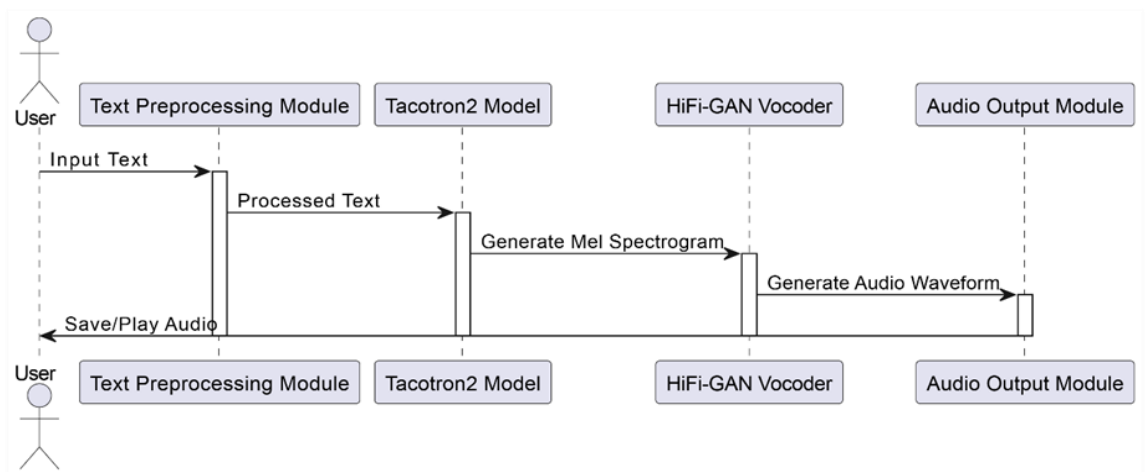 User
Text Preprocessing Module
Tacotron2 Model
HiFi-GAN Vocoder
Audio Output Module
Input Text
Processed Text
Generate Mel Spectrogram
Generate Audio Waveform
Save/Play Audio
User
Text Preprocessing Module
Tacotron2 Model
HiFi-GAN Vocoder
Audio Output Module